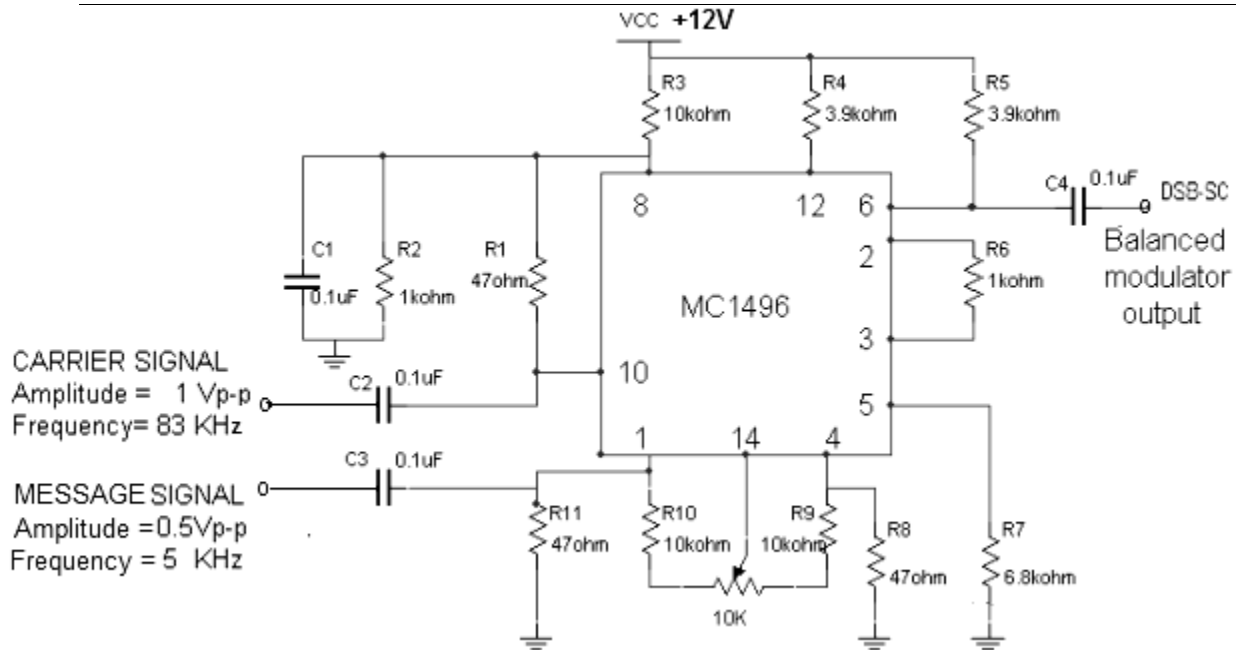 VCC +12V
R3
10kohm
R4
3.9kohm
R5
3.9kohm
8
12
6
C4
0.1uF
DSB-SC
Balanced
modulator
output
C1
0.1uF
R2
1kohm
R1
47ohm
2
R6
1kohm
MC1496
3
CARRIER SIGNAL
Amplitude = 1 Vp-p
Frequency= 83 KHz
C2
0.1uF
10
5
1
14
4
C3
0.1uF
MESSAGE SIGNAL
Amplitude =0.5Vp-p
Frequency = 5 KHz
R11
47ohm
R10
10kohm
R9
10kohm
R8
47ohm
R7
6.8kohm
10K